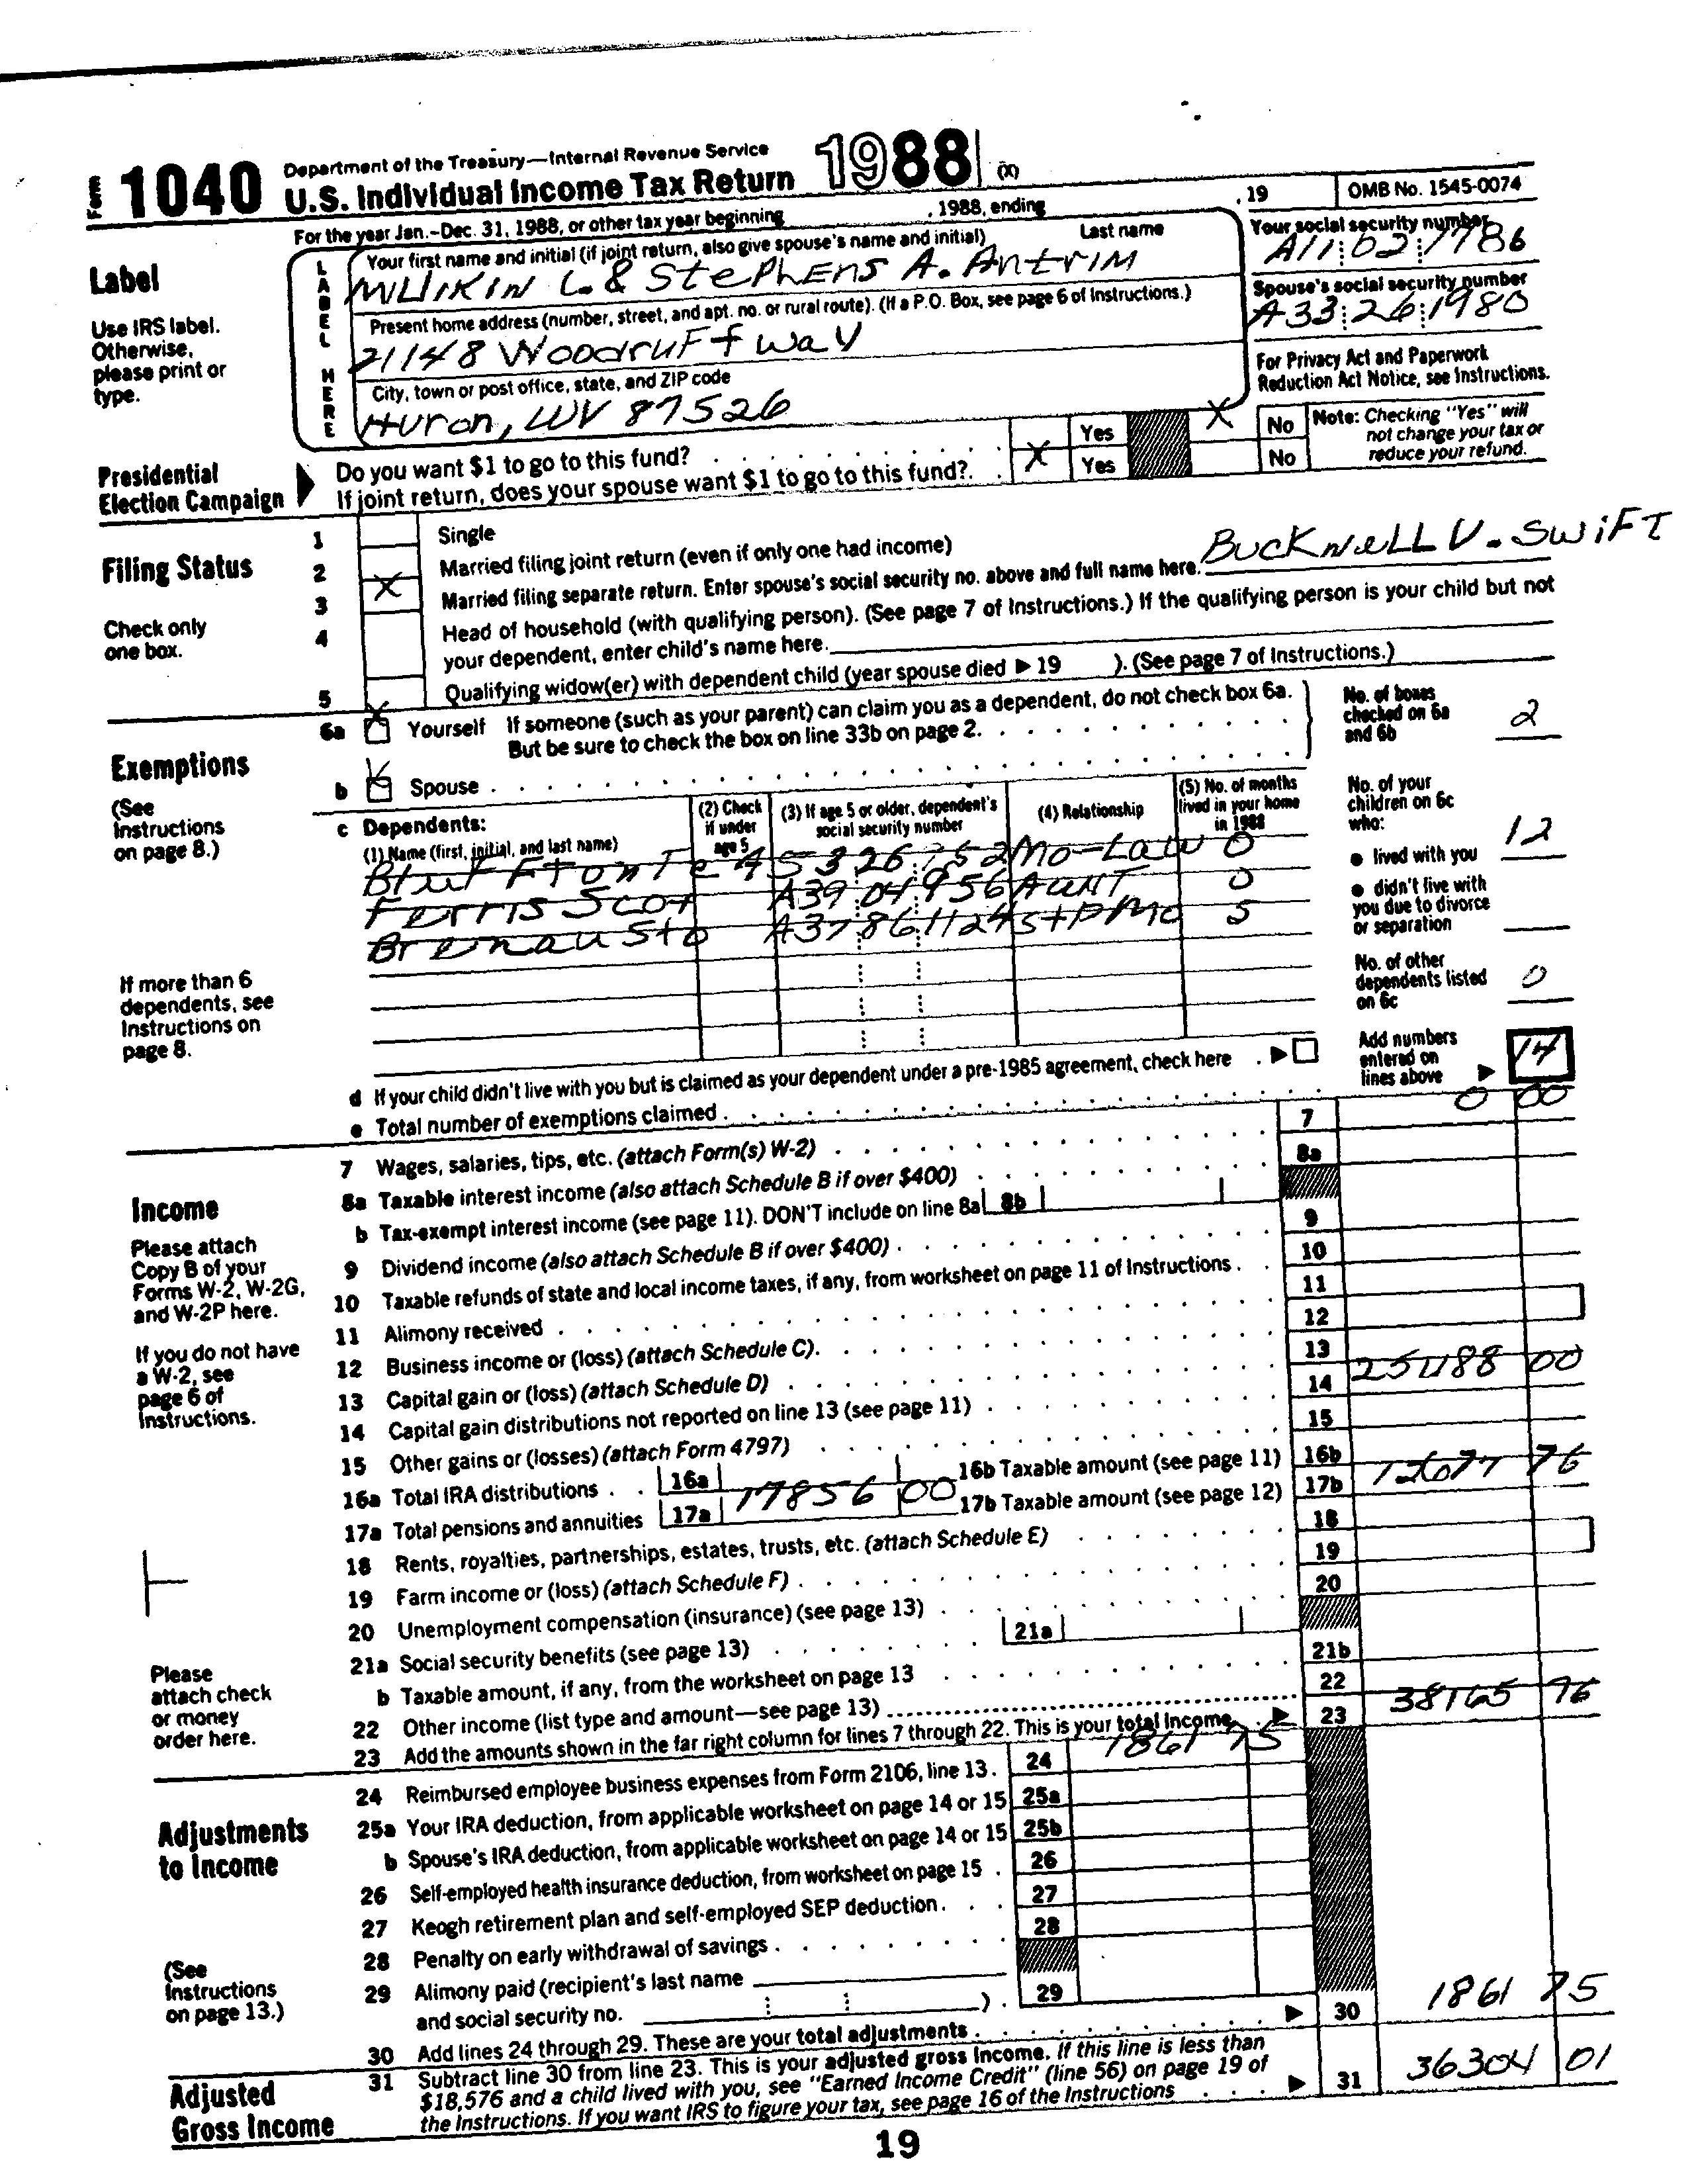 Form 1040 Department of the Treasury—Internal Revenue Service
U.S. Individual Income Tax Return 1988 (X)
For the year Jan.–Dec. 31, 1988, or other tax year beginning , 1988, ending , 19 OMB No. 1545-0074
Label
Use IRS label.
Otherwise,
please print or
type.
LABEL HERE
Your first name and initial (if joint return, also give spouse's name and initial) Last name
Millikin L. & Stephens A. Antrim
Your social security number
A11 02 1786
Present home address (number, street, and apt. no. or rural route). (If a P.O. Box, see page 6 of Instructions.)
21148 Woodruff Way
Spouse's social security number
A33 26 1980
City, town or post office, state, and ZIP code
Huron, WV 87526
For Privacy Act and Paperwork
Reduction Act Notice, see Instructions.
Presidential
Election Campaign
Do you want $1 to go to this fund? Yes X No
If joint return, does your spouse want $1 to go to this fund? X Yes No
Note: Checking "Yes" will
not change your tax or
reduce your refund.
Filing Status
Check only
one box.
1 Single
2 Married filing joint return (even if only one had income)
3 X Married filing separate return. Enter spouse's social security no. above and full name here. Bucknell V. Swift
4 Head of household (with qualifying person). (See page 7 of Instructions.) If the qualifying person is your child but not
your dependent, enter child's name here.
5 Qualifying widow(er) with dependent child (year spouse died ▶ 19 ). (See page 7 of Instructions.)
Exemptions
(See
Instructions
on page 8.)
6a X Yourself If someone (such as your parent) can claim you as a dependent, do not check box 6a.
But be sure to check the box on line 33b on page 2.
b Spouse
No. of boxes
checked on 6a
and 6b 2
c Dependents:
(1) Name (first, initial, and last name)
(2) Check
if under
age 5
(3) If age 5 or older, dependent's
social security number
(4) Relationship
(5) No. of months
lived in your home
in 1988
Mo-Law 0
Ferris Scot A39 04 956 Aunt 0
A37 86 1124 StpMo 5
If more than 6
dependents, see
Instructions on
page 8.
No. of your
children on 6c
who:
● lived with you 12
● didn't live with
you due to divorce
or separation
No. of other
dependents listed
on 6c 0
d If your child didn't live with you but is claimed as your dependent under a pre-1985 agreement, check here ▶
e Total number of exemptions claimed
Add numbers
entered on
lines above ▶ 14
Income
Please attach
Copy B of your
Forms W-2, W-2G,
and W-2P here.
If you do not have
a W-2, see
page 6 of
Instructions.
Please
attach check
or money
order here.
7 Wages, salaries, tips, etc. (attach Form(s) W-2) 7 0 00
8a Taxable interest income (also attach Schedule B if over $400) 8a
b Tax-exempt interest income (see page 11). DON'T include on line 8a 8b
9 Dividend income (also attach Schedule B if over $400) 9
10 Taxable refunds of state and local income taxes, if any, from worksheet on page 11 of Instructions 10
11 Alimony received 11
12 Business income or (loss) (attach Schedule C) 12
13 Capital gain or (loss) (attach Schedule D) 13 00
14 Capital gain distributions not reported on line 13 (see page 11) 14
15 Other gains or (losses) (attach Form 4797) 15
16a Total IRA distributions 16a 16b Taxable amount (see page 11) 16b
17a Total pensions and annuities 17a 17856 00 17b Taxable amount (see page 12) 17b 12677 76
18 Rents, royalties, partnerships, estates, trusts, etc. (attach Schedule E) 18
19 Farm income or (loss) (attach Schedule F) 19
20 Unemployment compensation (insurance) (see page 13) 20
21a Social security benefits (see page 13) 21a
b Taxable amount, if any, from the worksheet on page 13 21b
22 Other income (list type and amount—see page 13) 22
23 Add the amounts shown in the far right column for lines 7 through 22. This is your total income ▶ 23 38165 76
Adjustments
to Income
(See
Instructions
on page 13.)
24 Reimbursed employee business expenses from Form 2106, line 13. 24 1861 75
25a Your IRA deduction, from applicable worksheet on page 14 or 15 25a
b Spouse's IRA deduction, from applicable worksheet on page 14 or 15 25b
26 Self-employed health insurance deduction, from worksheet on page 15 26
27 Keogh retirement plan and self-employed SEP deduction 27
28 Penalty on early withdrawal of savings 28
29 Alimony paid (recipient's last name
and social security no. ) 29
30 Add lines 24 through 29. These are your total adjustments ▶ 30 1861 75
Adjusted
Gross Income
31 Subtract line 30 from line 23. This is your adjusted gross income. If this line is less than
$18,576 and a child lived with you, see "Earned Income Credit" (line 56) on page 19 of
the Instructions. If you want IRS to figure your tax, see page 16 of the Instructions ▶ 31 36304 01
19